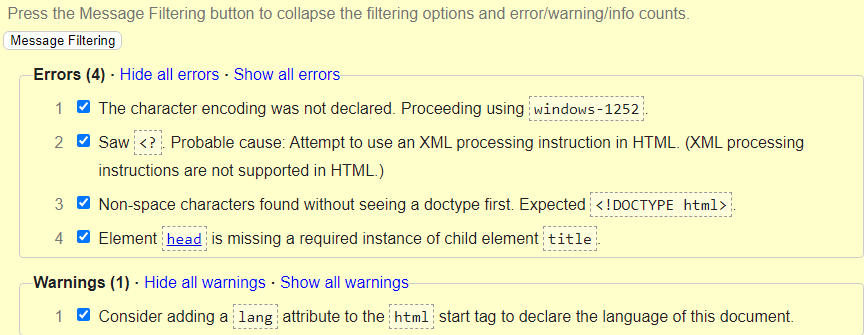 Press the Message Filtering button to collapse the filtering options and error/warning/info counts.
Message Filtering
Errors (4) · Hide all errors · Show all errors
1 The character encoding was not declared. Proceeding using windows-1252.
2 Saw <?. Probable cause: Attempt to use an XML processing instruction in HTML. (XML processing
instructions are not supported in HTML.)
3 Non-space characters found without seeing a doctype first. Expected <!DOCTYPE html>.
4 Element head is missing a required instance of child element title.
Warnings (1) · Hide all warnings · Show all warnings
1 Consider adding a lang attribute to the html start tag to declare the language of this document.